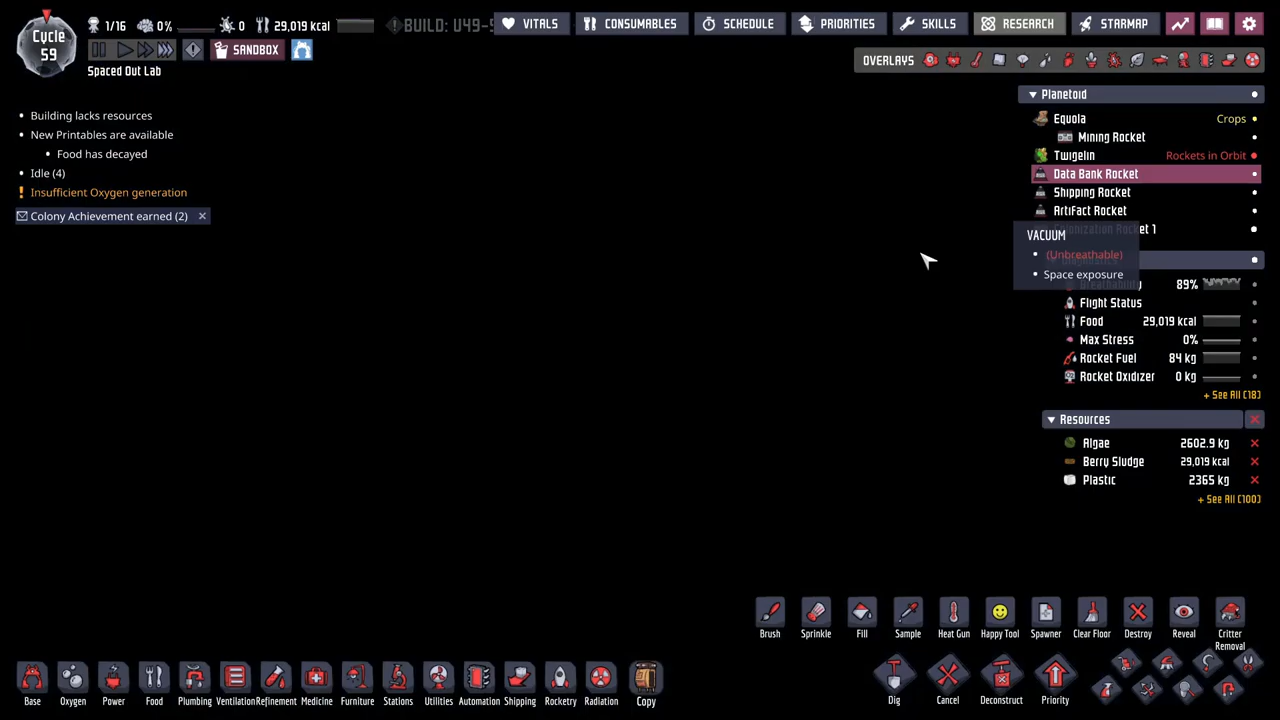 Cycle
59
1/16
0%
0
29,019 kcal
BUILD: U49-
VITALS
CONSUMABLES
SCHEDULE
PRIORITIES
SKILLS
RESEARCH
STARMAP
SANDBOX
Spaced Out Lab
OVERLAYS
Building lacks resources
New Printables are available
Food has decayed
Idle (4)
Insufficient Oxygen generation
Colony Achievement earned (2)
Planetoid
Equola Crops
Mining Rocket
Twigelin Rockets in Orbit
Data Bank Rocket
Shipping Rocket
Artifact Rocket
Colonization Rocket 1
VACUUM
(Unbreathable)
Space exposure
Breathability 89%
Flight Status
Food 29,019 kcal
Max Stress 0%
Rocket Fuel 84 kg
Rocket Oxidizer 0 kg
+ See All (18)
Resources
Algae 2602.9 kg
Berry Sludge 29,019 kcal
Plastic 2365 kg
+ See All (100)
Brush
Sprinkle
Fill
Sample
Heat Gun
Happy Tool
Spawner
Clear Floor
Destroy
Reveal
Critter
Removal
Base
Oxygen
Power
Food
Plumbing
Ventilation
Refinement
Medicine
Furniture
Stations
Utilities
Automation
Shipping
Rocketry
Radiation
Copy
Dig
Cancel
Deconstruct
Priority